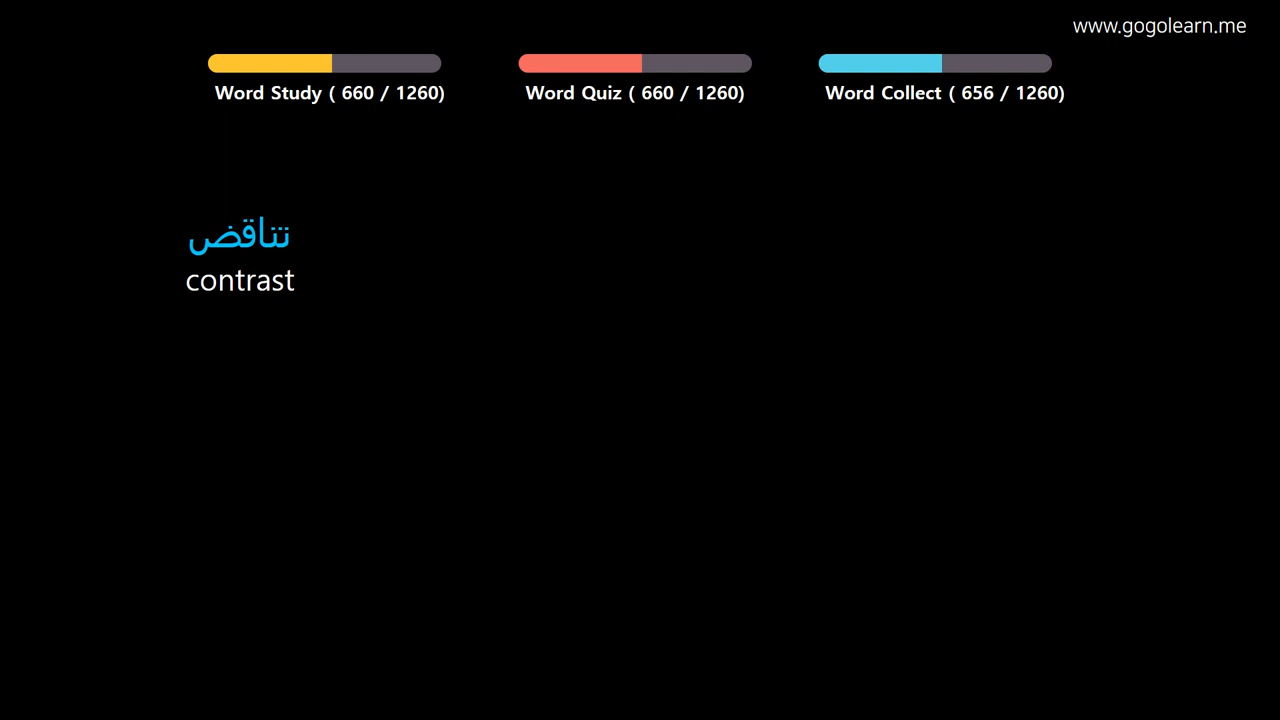 www.gogolearn.me
Word Study ( 660 / 1260)
Word Quiz ( 660 / 1260)
Word Collect ( 656 / 1260)
تناقض
contrast